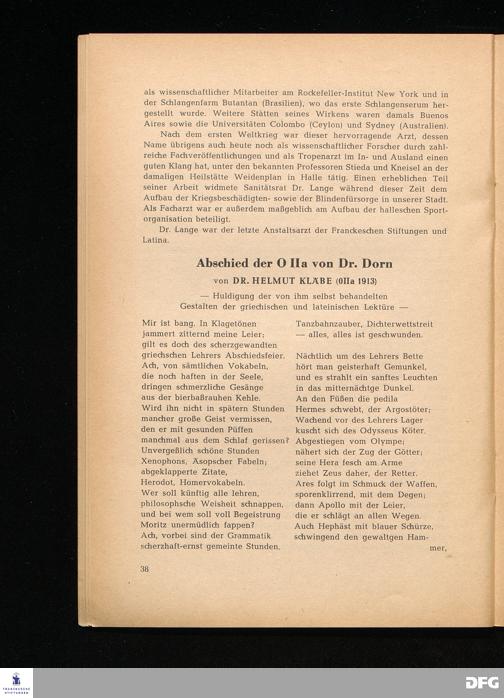 als wissenschaftlicher Mitarbeiter am Rockefeller-Institut New York und in
der Schlangenfarm Butantan (Brasilien), wo das erste Schlangenserum her-
gestellt wurde. Weitere Stätten seines Wirkens waren damals Buenos
Aires sowie die Universitäten Colombo (Ceylon) und Sydney (Australien).
Nach dem ersten Weltkrieg war dieser hervorragende Arzt, dessen
Name übrigens auch heute noch als wissenschaftlicher Forscher durch zahl-
reiche Fachveröffentlichungen und als Tropenarzt im In- und Ausland einen
guten Klang hat, unter den bekannten Professoren Stieda und Kneisel an der
damaligen Heilstätte Weidenplan in Halle tätig. Einen erheblichen Teil
seiner Arbeit widmete Sanitätsrat Dr. Lange während dieser Zeit dem
Aufbau der Kriegsbeschädigten- sowie der Blindenfürsorge in unserer Stadt.
Als Facharzt war er außerdem maßgeblich am Aufbau der halleschen Sport-
organisation beteiligt.
Dr. Lange war der letzte Anstaltsarzt der Franckeschen Stiftungen und
Latina.
Abschied der O IIa von Dr. Dorn
von DR. HELMUT KLÄBE (OIIa 1913)
— Huldigung der von ihm selbst behandelten
Gestalten der griechischen und lateinischen Lektüre —
Mir ist bang. In Klagetönen
jammert zitternd meine Leier;
gilt es doch des scherzgewandten
griechschen Lehrers Abschiedsfeier.
Ach, von sämtlichen Vokabeln,
die noch haften in der Seele,
dringen schmerzliche Gesänge
aus der bierbaßrauhen Kehle.
Wird ihn nicht in spätern Stunden
mancher große Geist vermissen,
den er mit gesunden Püffen
manchmal aus dem Schlaf gerissen?
Unvergeßlich schöne Stunden
Xenophons, Äsopscher Fabeln;
abgeklapperte Zitate,
Herodot, Homervokabeln.
Wer soll künftig alle lehren,
philosophsche Weisheit schnappen,
und bei wem soll voll Begeistrung
Moritz unermüdlich fappen?
Ach, vorbei sind der Grammatik
scherzhaft-ernst gemeinte Stunden,
Tanzbahnzauber, Dichterwettstreit
— alles, alles ist geschwunden.
Nächtlich um des Lehrers Bette
hört man geisterhaft Gemunkel,
und es strahlt ein sanftes Leuchten
in das mitternächtge Dunkel.
An den Füßen die pedila
Hermes schwebt, der Argostöter;
Wachend vor des Lehrers Lager
kuscht sich des Odysseus Köter.
Abgestiegen vom Olympe;
nähert sich der Zug der Götter;
seine Hera fesch am Arme
ziehet Zeus daher, der Retter.
Ares folgt im Schmuck der Waffen,
sporenklirrend, mit dem Degen;
dann Apollo mit der Leier,
die er schlägt an allen Wegen.
Auch Hephäst mit blauer Schürze,
schwingend den gewaltgen Ham-
mer,
38
FRANCKESCHE
STIFTUNGEN
DFG